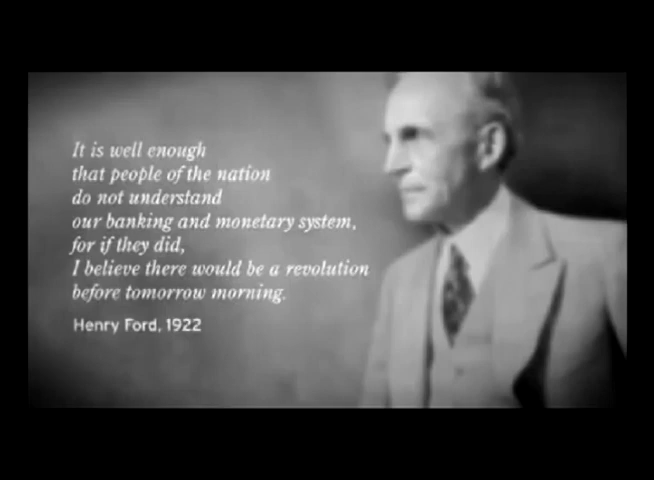 It is well enough
that people of the nation
do not understand
our banking and monetary system,
for if they did,
I believe there would be a revolution
before tomorrow morning.
Henry Ford, 1922